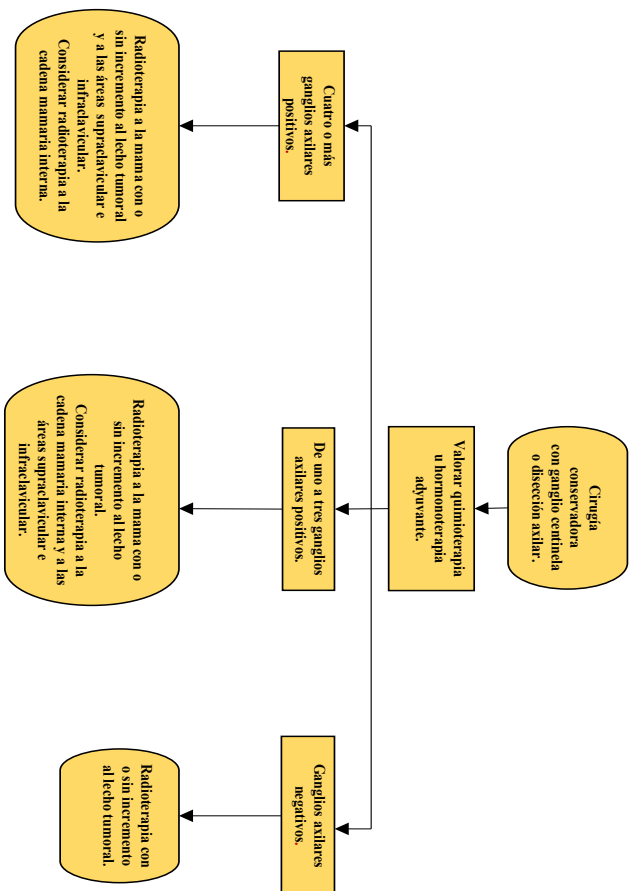 Cirugía
conservadora
con ganglio centinela
o disección axilar.
Valorar quimioterapia
u hormonoterapia
adyuvante.
Cuatro o más
ganglios axilares
positivos.
De uno a tres ganglios
axilares positivos.
Ganglios axilares
negativos.
Radioterapia a la mama con o
sin incremento al lecho tumoral
y a las áreas supraclavicular e
infraclavicular.
Considerar radioterapia a la
cadena mamaria interna.
Radioterapia a la mama con o
sin incremento al lecho
tumoral.
Considerar radioterapia a la
cadena mamaria interna y a las
áreas supraclavicular e
infraclavicular.
Radioterapia con
o sin incremento
al lecho tumoral.